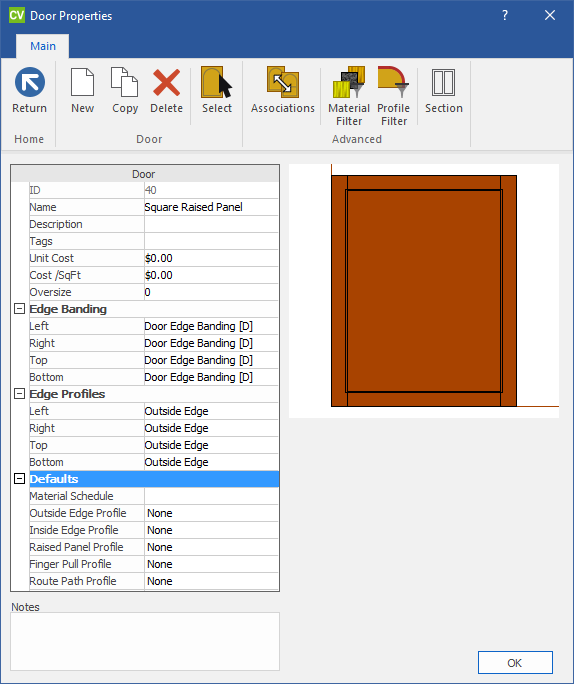 CV Door Properties ?
Main
Return New Copy Delete Select Associations Material Filter Profile Filter Section
Home Door Advanced
Door
ID 40
Name Square Raised Panel
Description
Tags
Unit Cost $0.00
Cost /SqFt $0.00
Oversize 0
Edge Banding
Left Door Edge Banding [D]
Right Door Edge Banding [D]
Top Door Edge Banding [D]
Bottom Door Edge Banding [D]
Edge Profiles
Left Outside Edge
Right Outside Edge
Top Outside Edge
Bottom Outside Edge
Defaults
Material Schedule
Outside Edge Profile None
Inside Edge Profile None
Raised Panel Profile None
Finger Pull Profile None
Route Path Profile None
Notes
OK